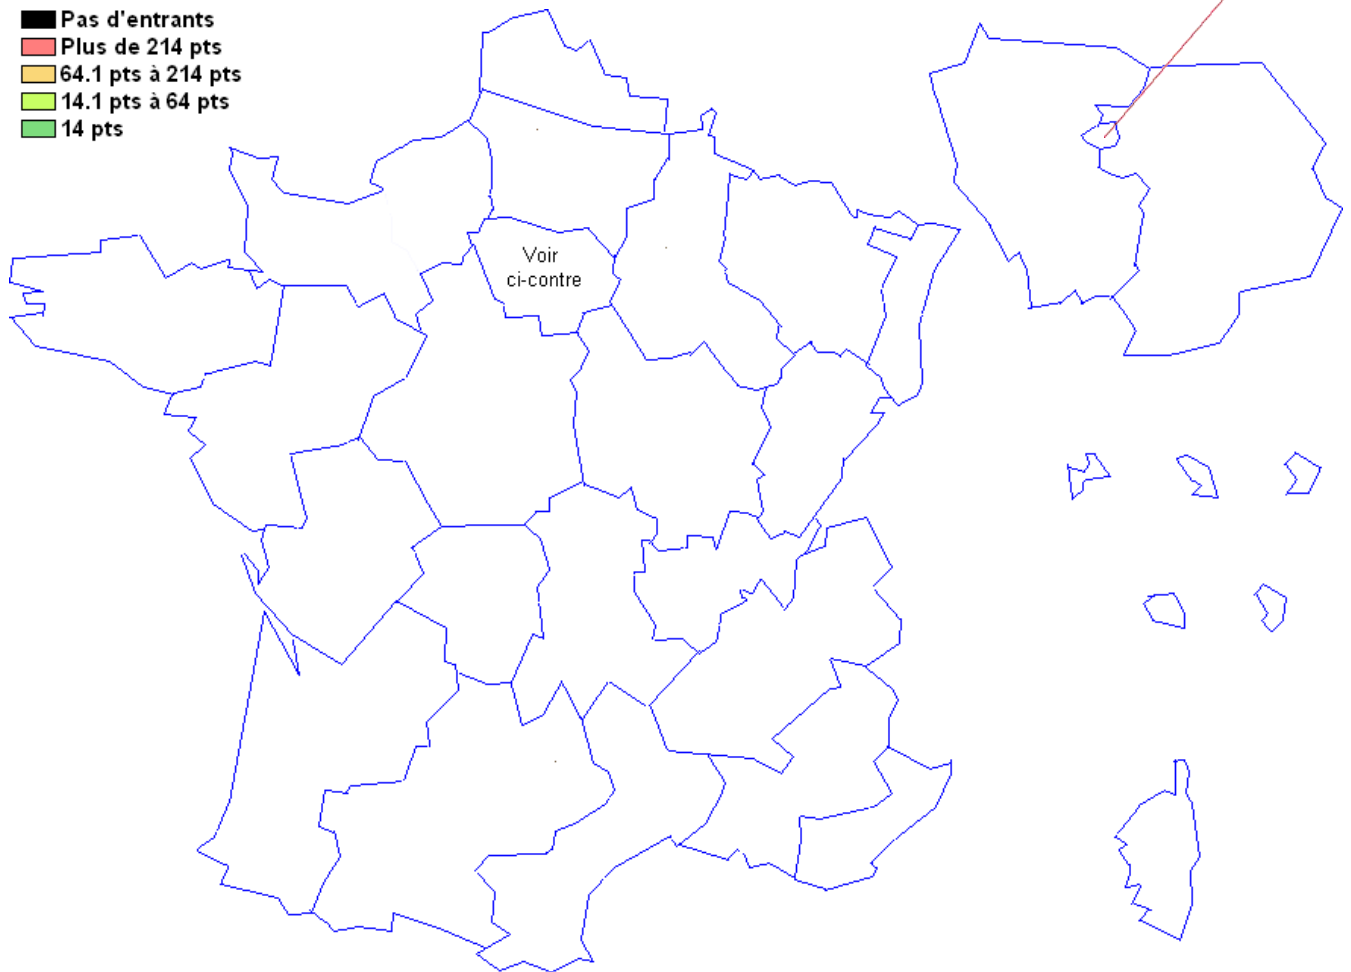 Pas d'entrants
Plus de 214 pts
64.1 pts à 214 pts
14.1 pts à 64 pts
14 pts
Voir
ci-contre